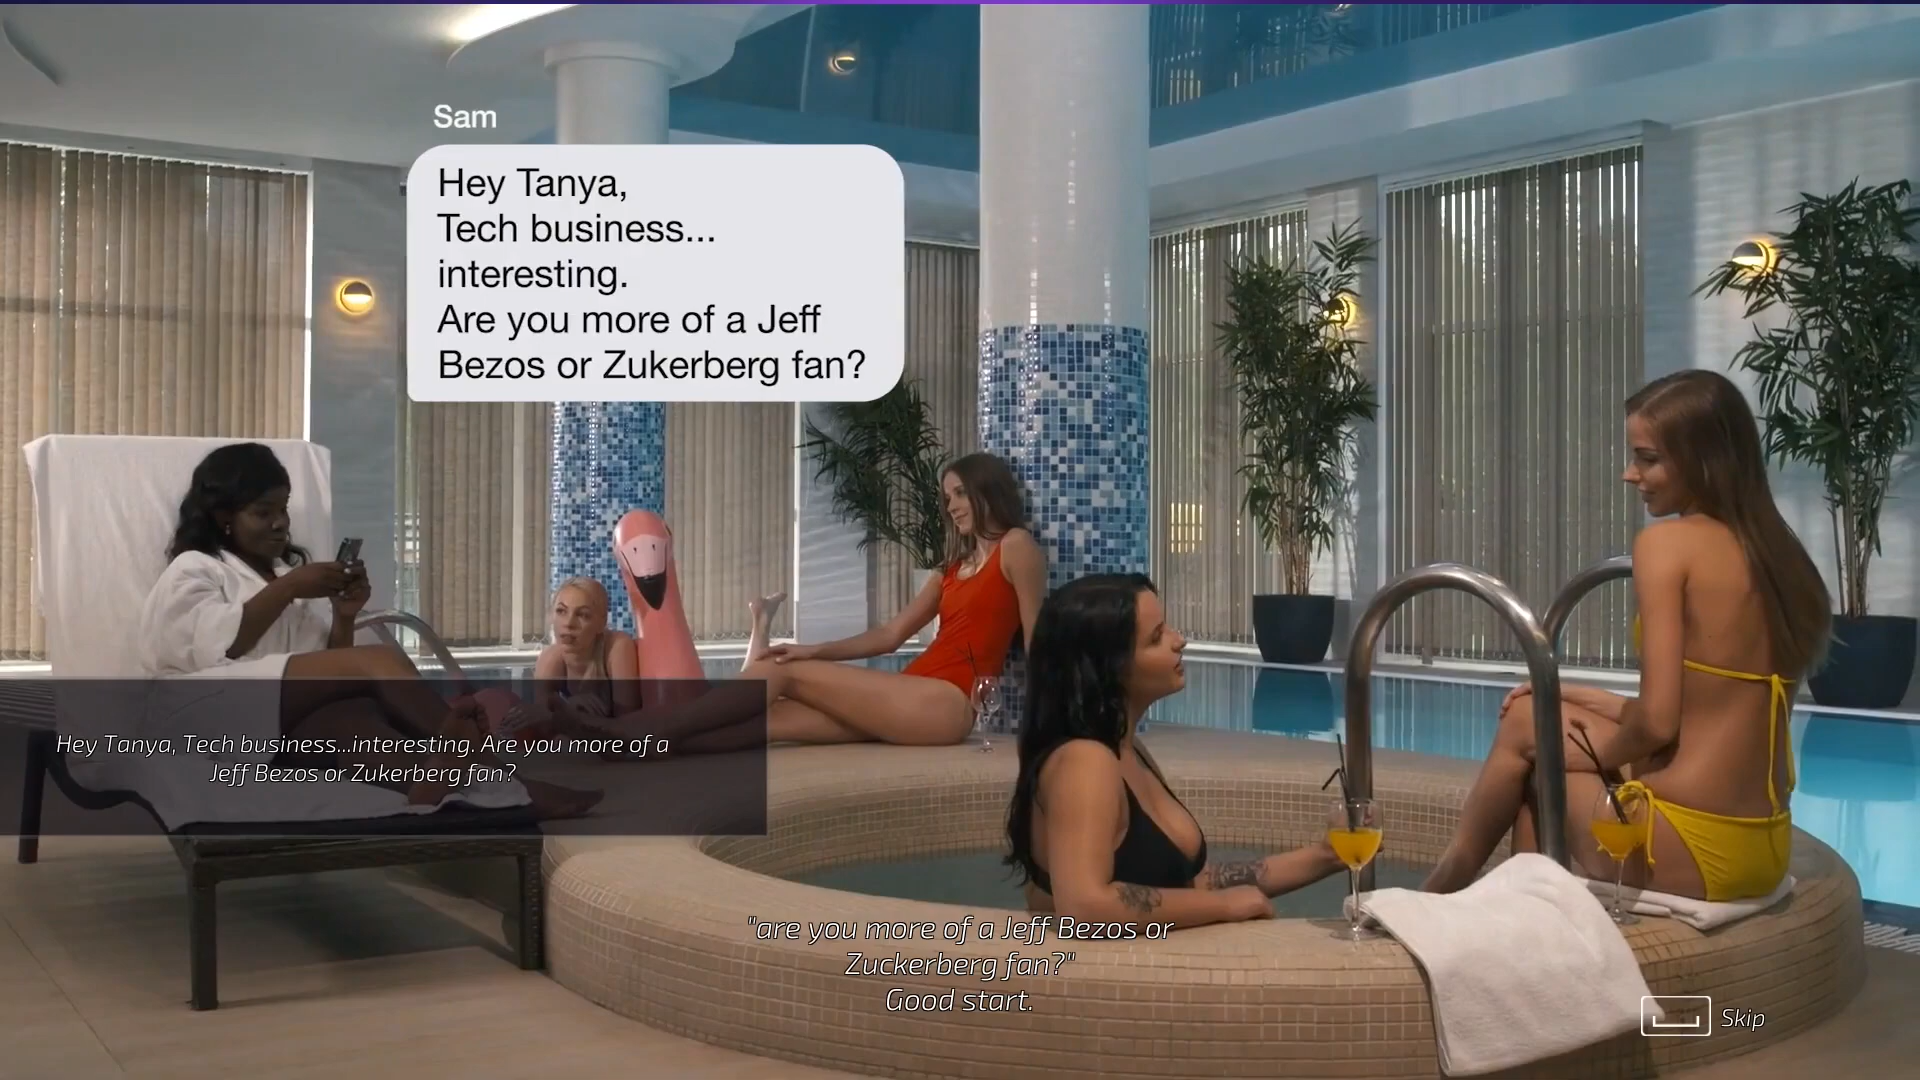 Sam
Hey Tanya,
Tech business...
interesting.
Are you more of a Jeff
Bezos or Zukerberg fan?
Hey Tanya, Tech business...interesting. Are you more of a
Jeff Bezos or Zukerberg fan?
"are you more of a Jeff Bezos or
Zuckerberg fan?"
Good start.
Skip